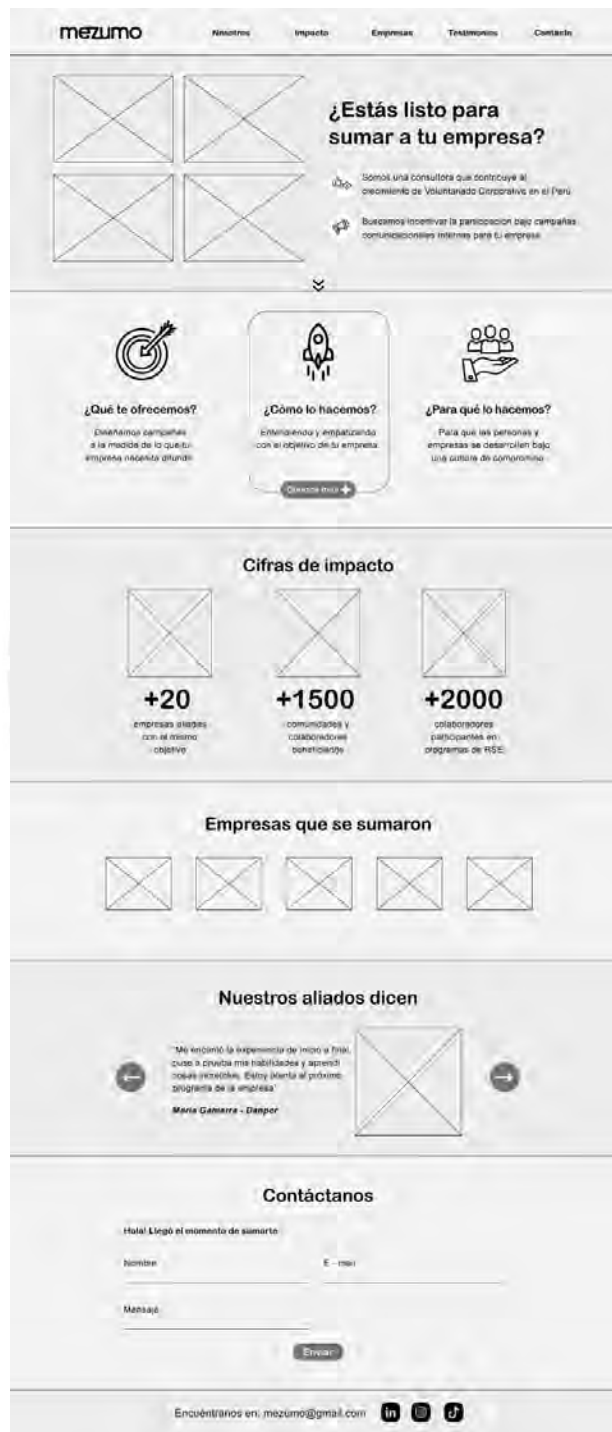 mezumo
Nosotros Impacto Empresas Testimonios Contacto
¿Estás listo para
sumar a tu empresa?
Somos una consultora que contribuye al
crecimiento de Voluntariado Corporativo en el Perú
Buscamos incentivar la participación bajo campañas
comunicacionales internas para tu empresa
¿Qué te ofrecemos?
Diseñamos campañas
a la medida de lo que tu
empresa necesita difundir
¿Cómo lo hacemos?
Entendiendo y empatizando
con el objetivo de tu empresa
¿Para qué lo hacemos?
Para que las personas y
empresas se desarrollen bajo
una cultura de compromiso
Cifras de impacto
+20
empresas aliadas
con el mismo
objetivo
+1500
comunidades y
colaboradores
+2000
colaboradores
participantes en
programas de RSE
Empresas que se sumaron
Nuestros aliados dicen
"Me encantó la experiencia de inicio a final,
puse a prueba mis habilidades y aprendí
cosas increíbles. Estoy atenta al próximo
programa de la empresa"
María Gamarra - Danper
Contáctanos
Hola! Llegó el momento de sumarte
Nombre E - mail
Mensaje
Enviar
Encuéntranos en: mezumo@gmail.com in